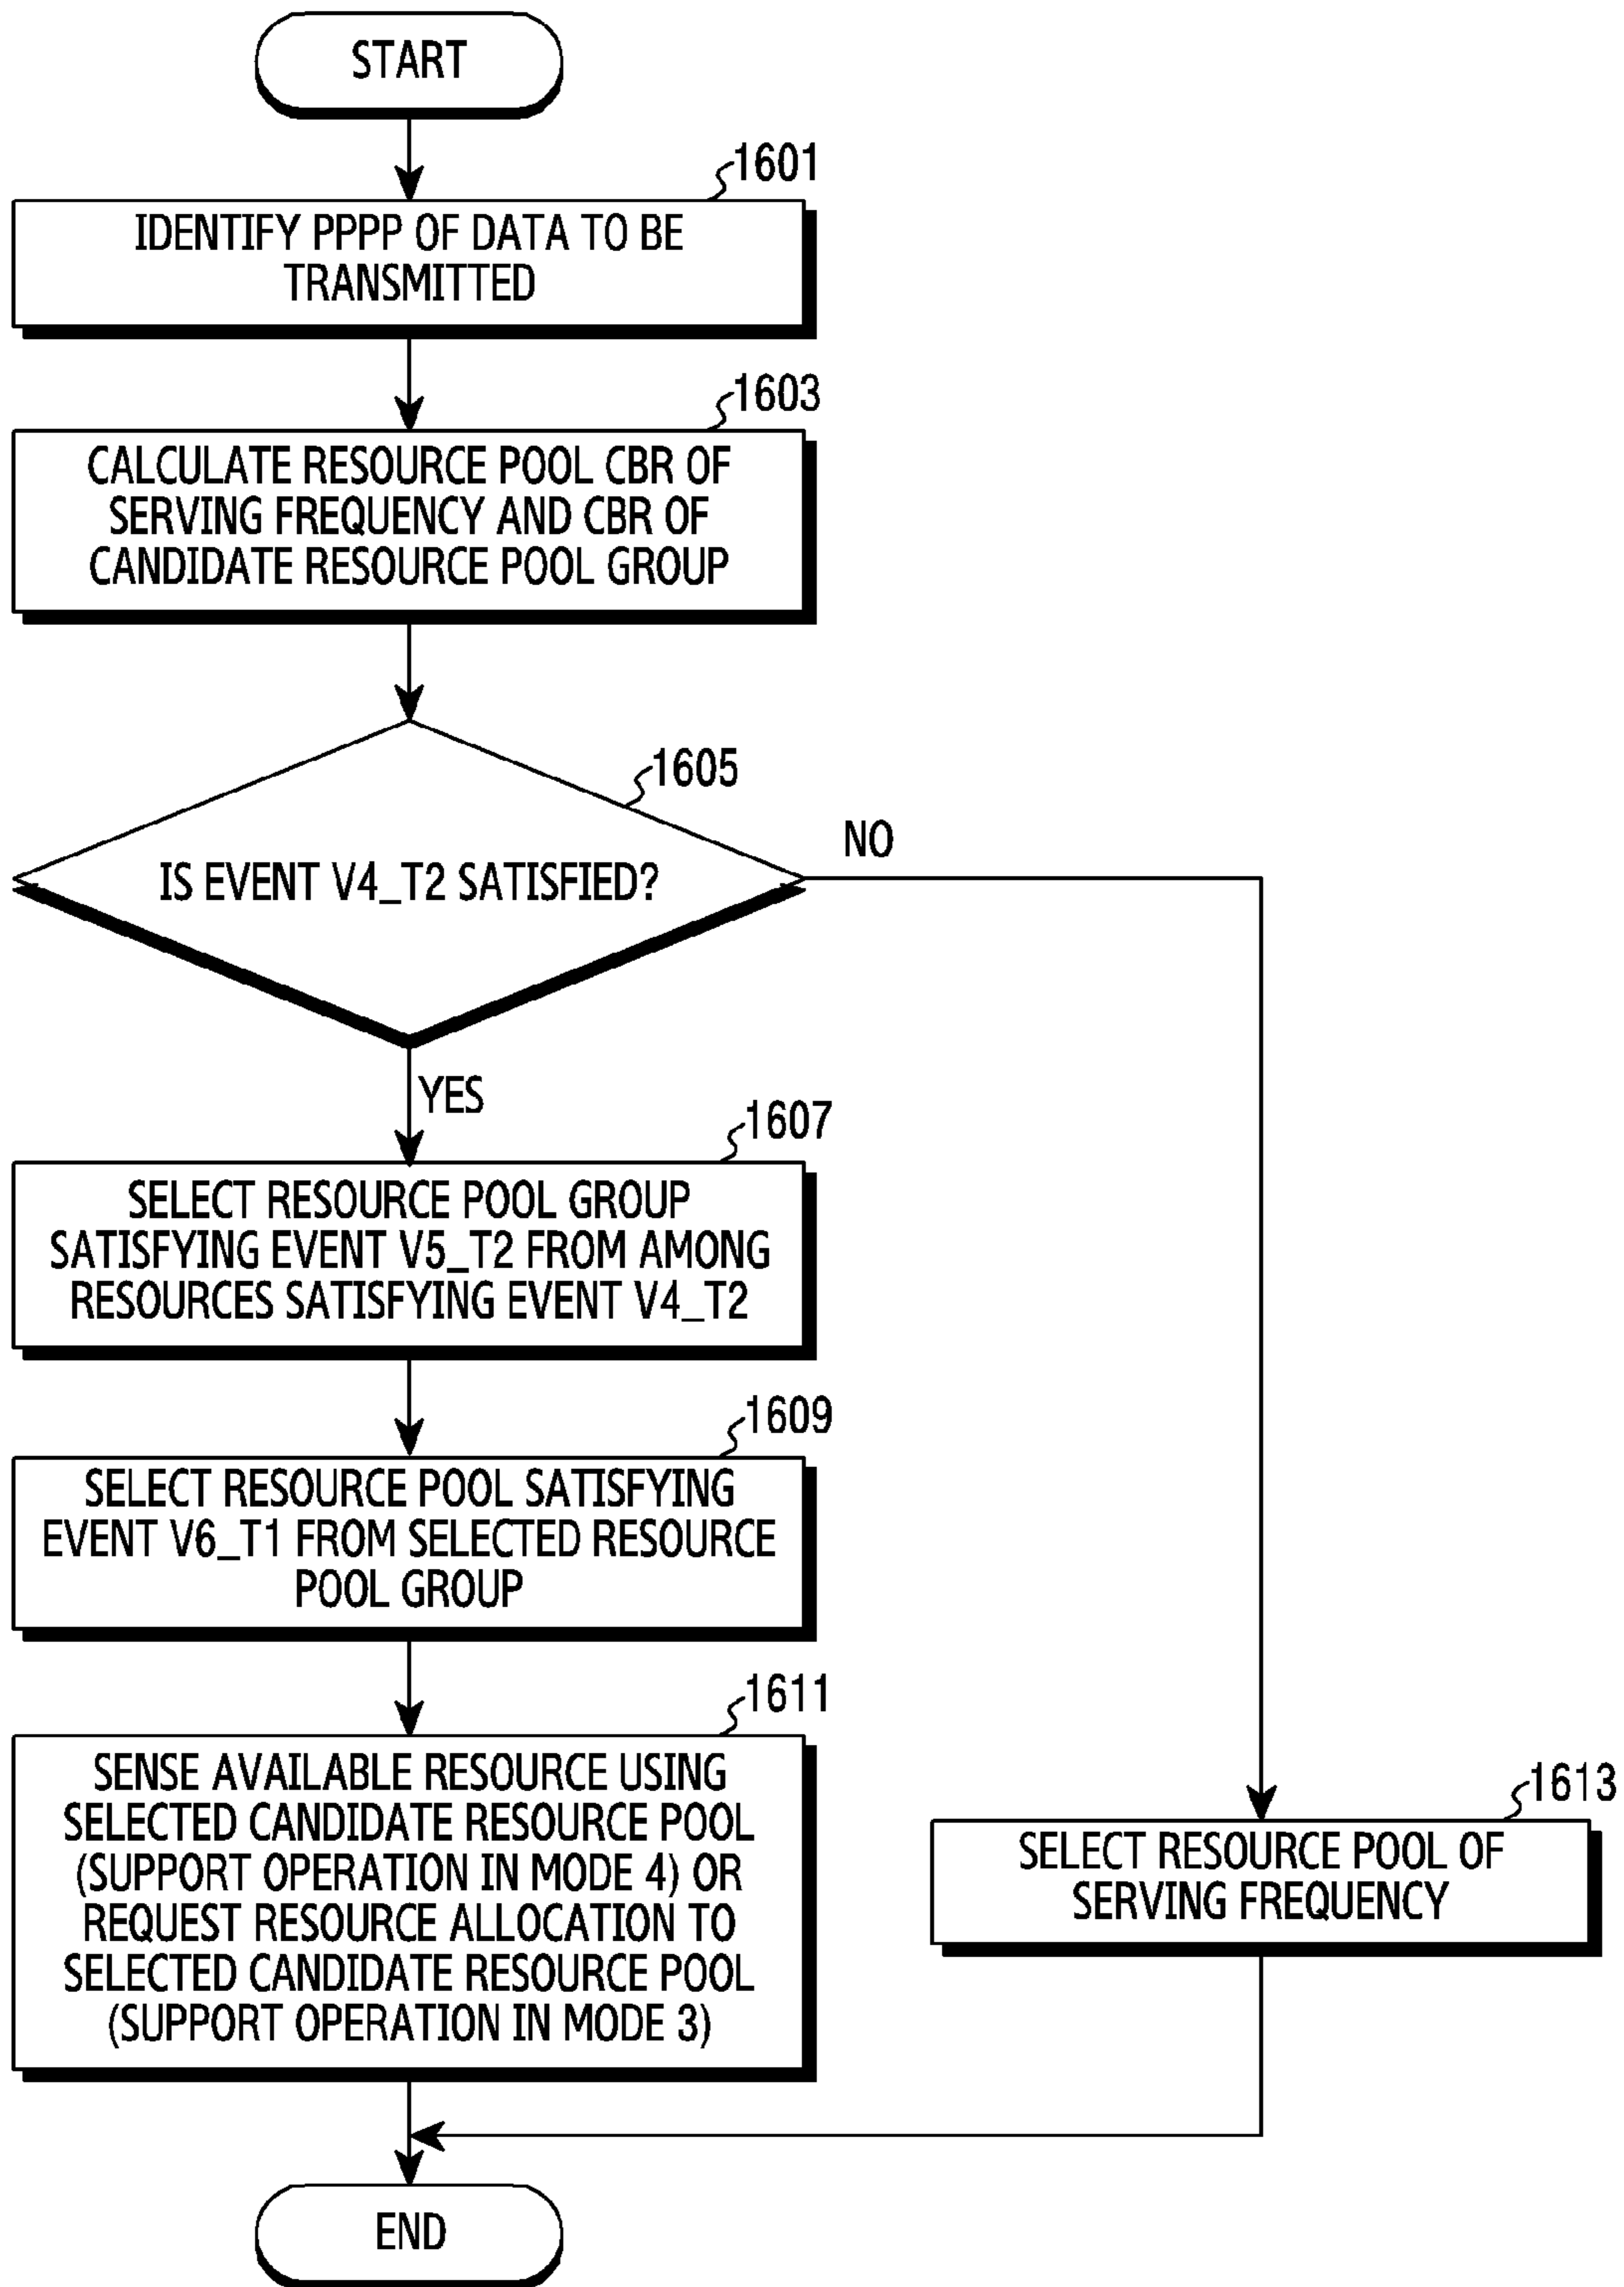 START
1601
IDENTIFY PPPP OF DATA TO BE
TRANSMITTED
1603
CALCULATE RESOURCE POOL CBR OF
SERVING FREQUENCY AND CBR OF
CANDIDATE RESOURCE POOL GROUP
1605
IS EVENT V4_T2 SATISFIED?
NO
YES
1607
SELECT RESOURCE POOL GROUP
SATISFYING EVENT V5_T2 FROM AMONG
RESOURCES SATISFYING EVENT V4_T2
1609
SELECT RESOURCE POOL SATISFYING
EVENT V6_T1 FROM SELECTED RESOURCE
POOL GROUP
1611
SENSE AVAILABLE RESOURCE USING
SELECTED CANDIDATE RESOURCE POOL
(SUPPORT OPERATION IN MODE 4) OR
REQUEST RESOURCE ALLOCATION TO
SELECTED CANDIDATE RESOURCE POOL
(SUPPORT OPERATION IN MODE 3)
1613
SELECT RESOURCE POOL OF
SERVING FREQUENCY
END